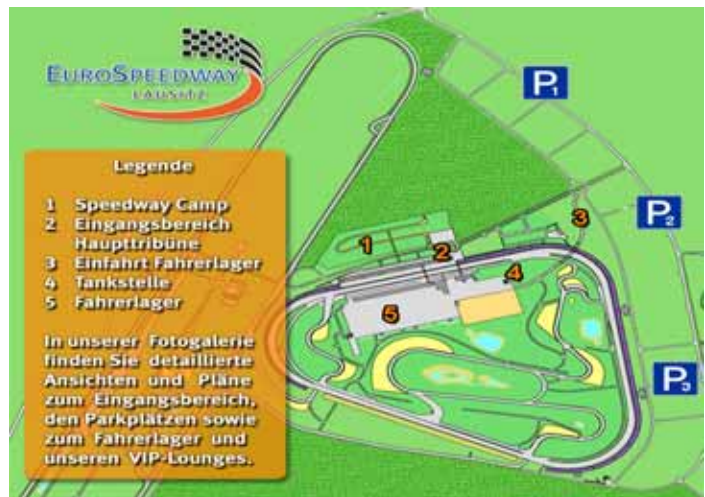 EUROSPEEDWAY
LAUSITZ
Legende
1 Speedway Camp
2 Eingangsbereich
Haupttribüne
3 Einfahrt Fahrerlager
4 Tankstelle
5 Fahrerlager
In unserer Fotogalerie
finden Sie detaillierte
Ansichten und Pläne
zum Eingangsbereich,
den Parkplätzen sowie
zum Fahrerlager und
unseren VIP-Lounges.
P1
P2
P3
1
2
3
4
5